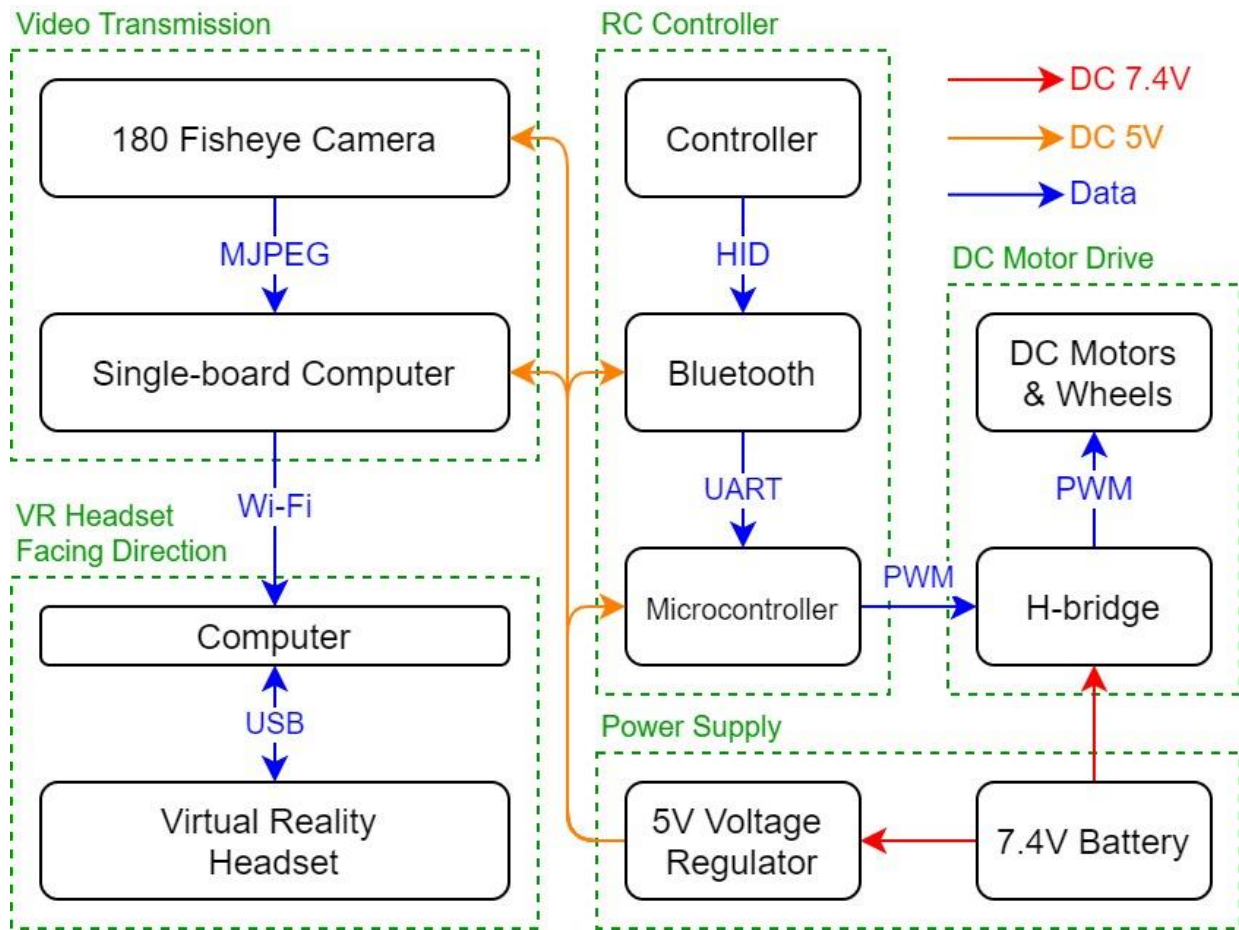 Video Transmission
180 Fisheye Camera
MJPEG
Single-board Computer
Wi-Fi
VR Headset
Facing Direction
Computer
USB
Virtual Reality
Headset
RC Controller
Controller
HID
Bluetooth
UART
Microcontroller
PWM
DC 7.4V
DC 5V
Data
DC Motor Drive
DC Motors
& Wheels
PWM
H-bridge
Power Supply
5V Voltage
Regulator
7.4V Battery